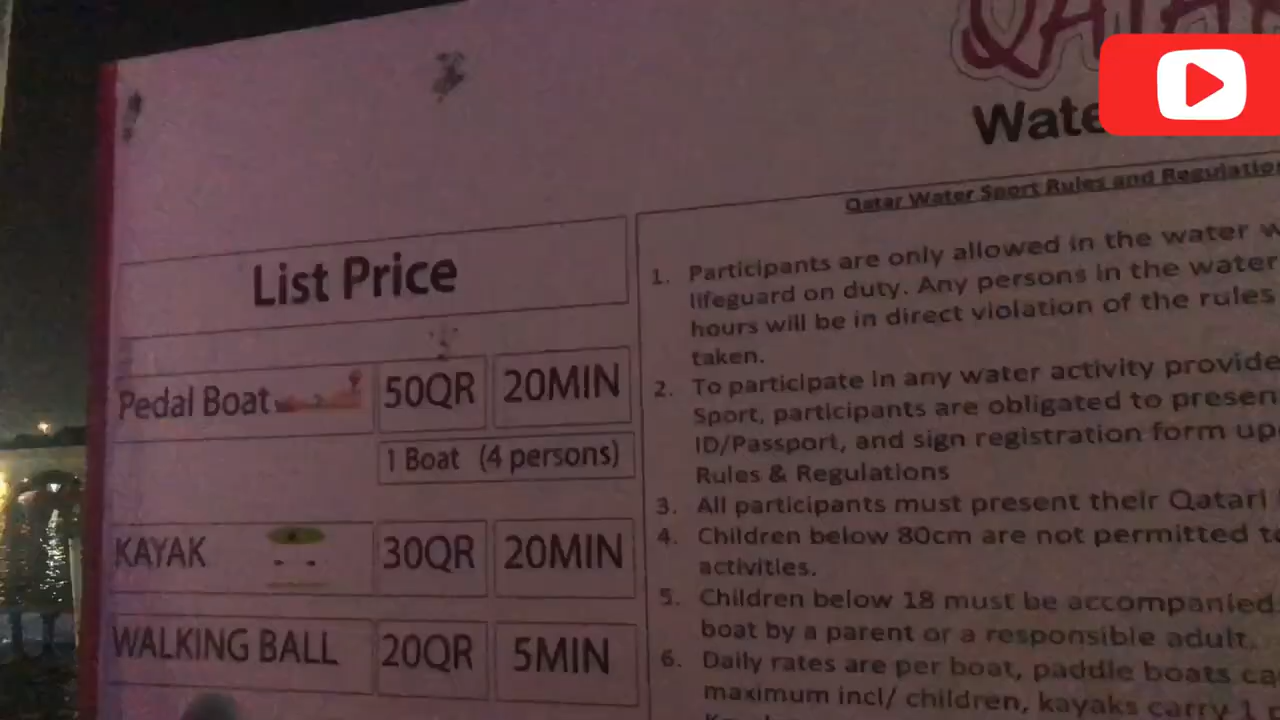 QATAR
Wate
Qatar Water Sport Rules and Regulation
List Price
Pedal Boat 50QR 20MIN
1 Boat (4 persons)
KAYAK 30QR 20MIN
WALKING BALL 20QR 5MIN
1. Participants are only allowed in the water w
lifeguard on duty. Any persons in the water
hours will be in direct violation of the rules
taken.
2. To participate in any water activity provide
Sport, participants are obligated to presen
ID/Passport, and sign registration form up
Rules & Regulations
3. All participants must present their Qatari
4. Children below 80cm are not permitted t
activities.
5. Children below 18 must be accompanied
boat by a parent or a responsible adult.
6. Daily rates are per boat, paddle boats ca
maximum incl/ children, kayaks carry 1